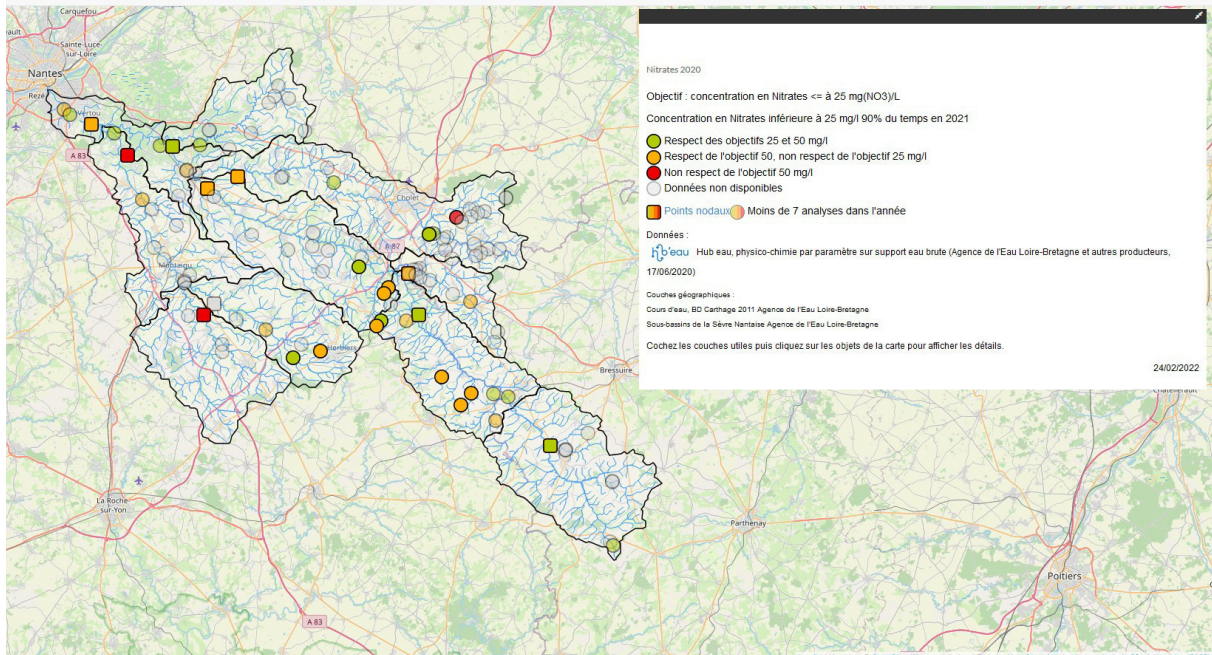 Carquefou
Sainte-Luce-
sur-Loire
Nantes
Rezé
Vertou
A 83
Cholet
A 87
Montaigu
Herbiers
Bressuire
La Roche
sur-Yon
A 83
Parthenay
Poitiers
Châtellerault
Nitrates 2020
Objectif : concentration en Nitrates <= à 25 mg(NO3)/L
Concentration en Nitrates inférieure à 25 mg/l 90% du temps en 2021
Respect des objectifs 25 et 50 mg/l
Respect de l'objectif 50, non respect de l'objectif 25 mg/l
Non respect de l'objectif 50 mg/l
Données non disponibles
Points nodaux Moins de 7 analyses dans l'année
Données :
h2o'eau Hub eau, physico-chimie par paramètre sur support eau brute (Agence de l'Eau Loire-Bretagne et autres producteurs,
17/06/2020)
Couches géographiques :
Cours d'eau, BD Carthage 2011 Agence de l'Eau Loire-Bretagne
Sous-bassins de la Sèvre Nantaise Agence de l'Eau Loire-Bretagne
Cochez les couches utiles puis cliquez sur les objets de la carte pour afficher les détails.
24/02/2022